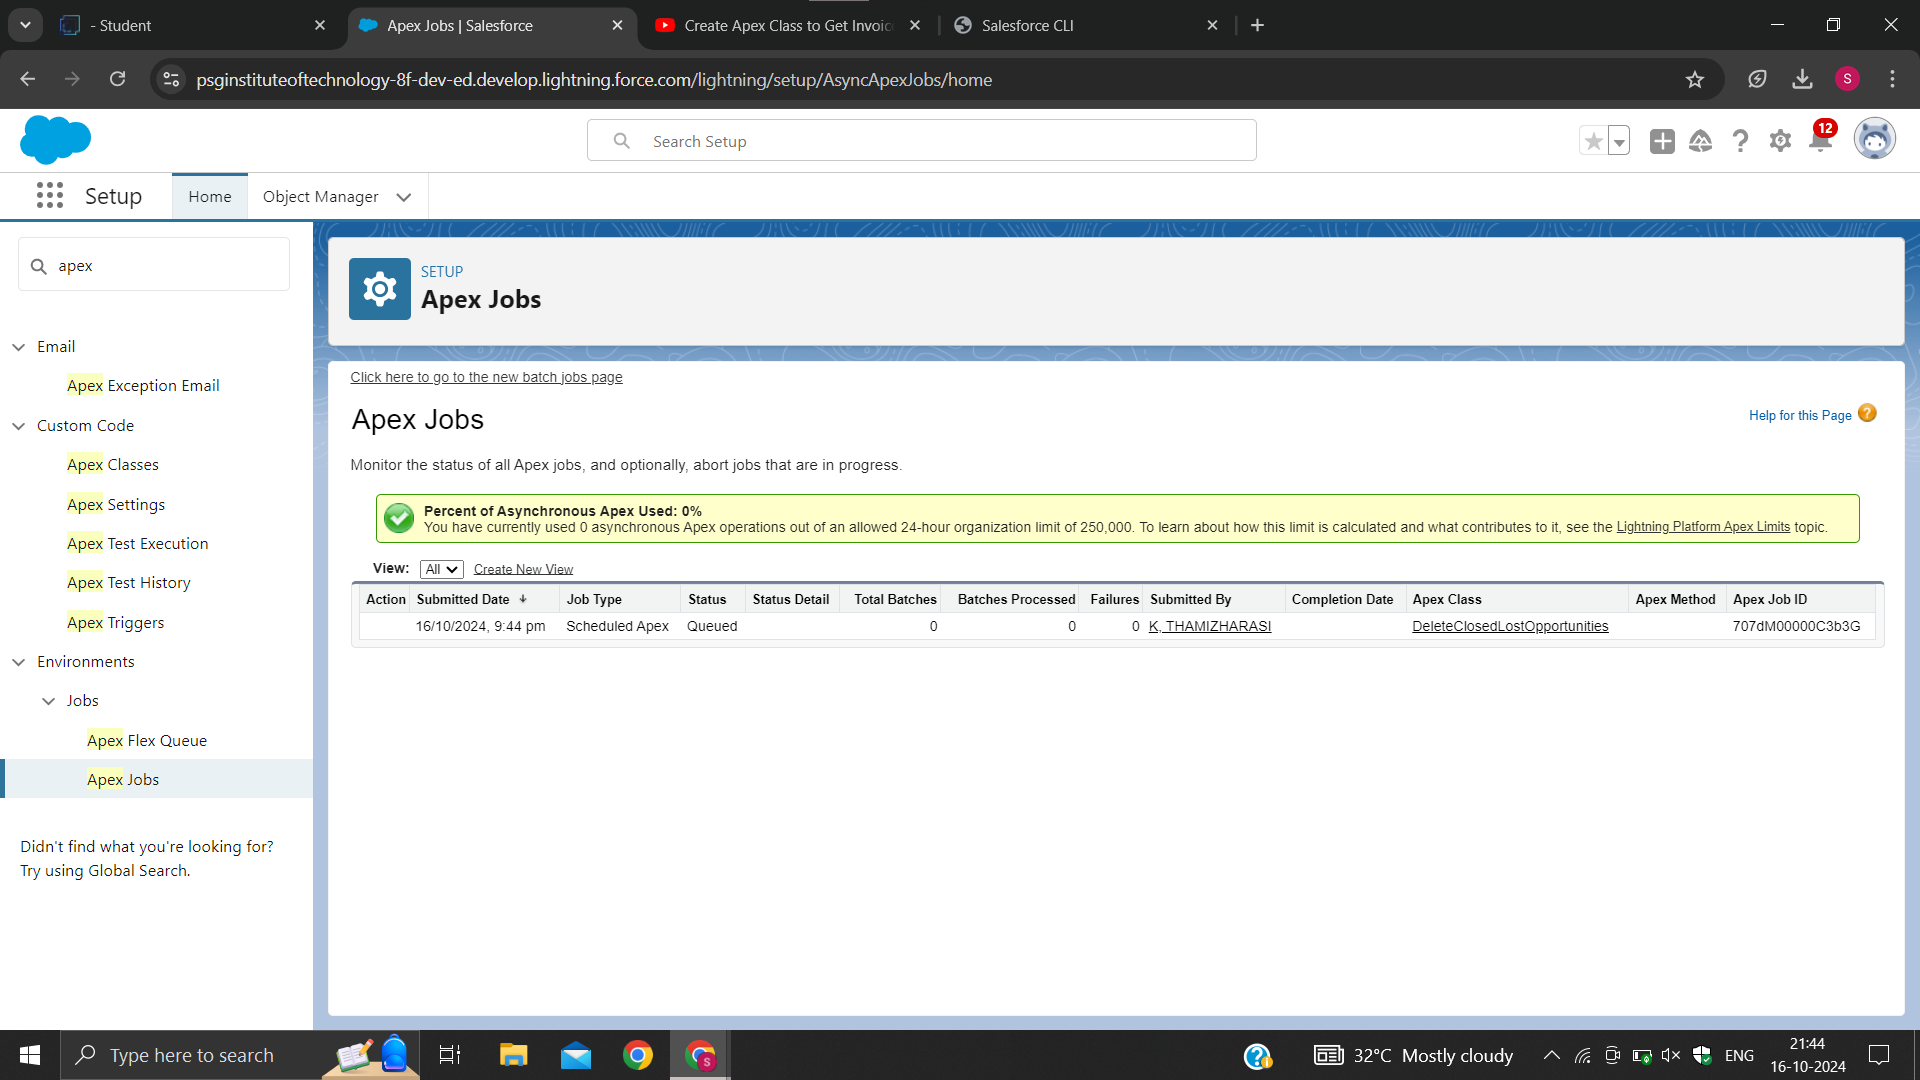 - Student
Apex Jobs | Salesforce
Create Apex Class to Get Invoic
Salesforce CLI
psginstituteoftechnology-8f-dev-ed.develop.lightning.force.com/lightning/setup/AsyncApexJobs/home
S
Search Setup
12
Setup
Home
Object Manager
apex
Email
Apex Exception Email
Custom Code
Apex Classes
Apex Settings
Apex Test Execution
Apex Test History
Apex Triggers
Environments
Jobs
Apex Flex Queue
Apex Jobs
Didn't find what you're looking for?
Try using Global Search.
SETUP
Apex Jobs
Click here to go to the new batch jobs page
Apex Jobs
Help for this Page ?
Monitor the status of all Apex jobs, and optionally, abort jobs that are in progress.
Percent of Asynchronous Apex Used: 0%
You have currently used 0 asynchronous Apex operations out of an allowed 24-hour organization limit of 250,000. To learn about how this limit is calculated and what contributes to it, see the Lightning Platform Apex Limits topic.
View: All Create New View
Action Submitted Date Job Type Status Status Detail Total Batches Batches Processed Failures Submitted By Completion Date Apex Class Apex Method Apex Job ID
16/10/2024, 9:44 pm Scheduled Apex Queued 0 0 0 K, THAMIZHARASI DeleteClosedLostOpportunities 707dM00000C3b3G
Type here to search
S
32°C Mostly cloudy
ENG
21:44
16-10-2024